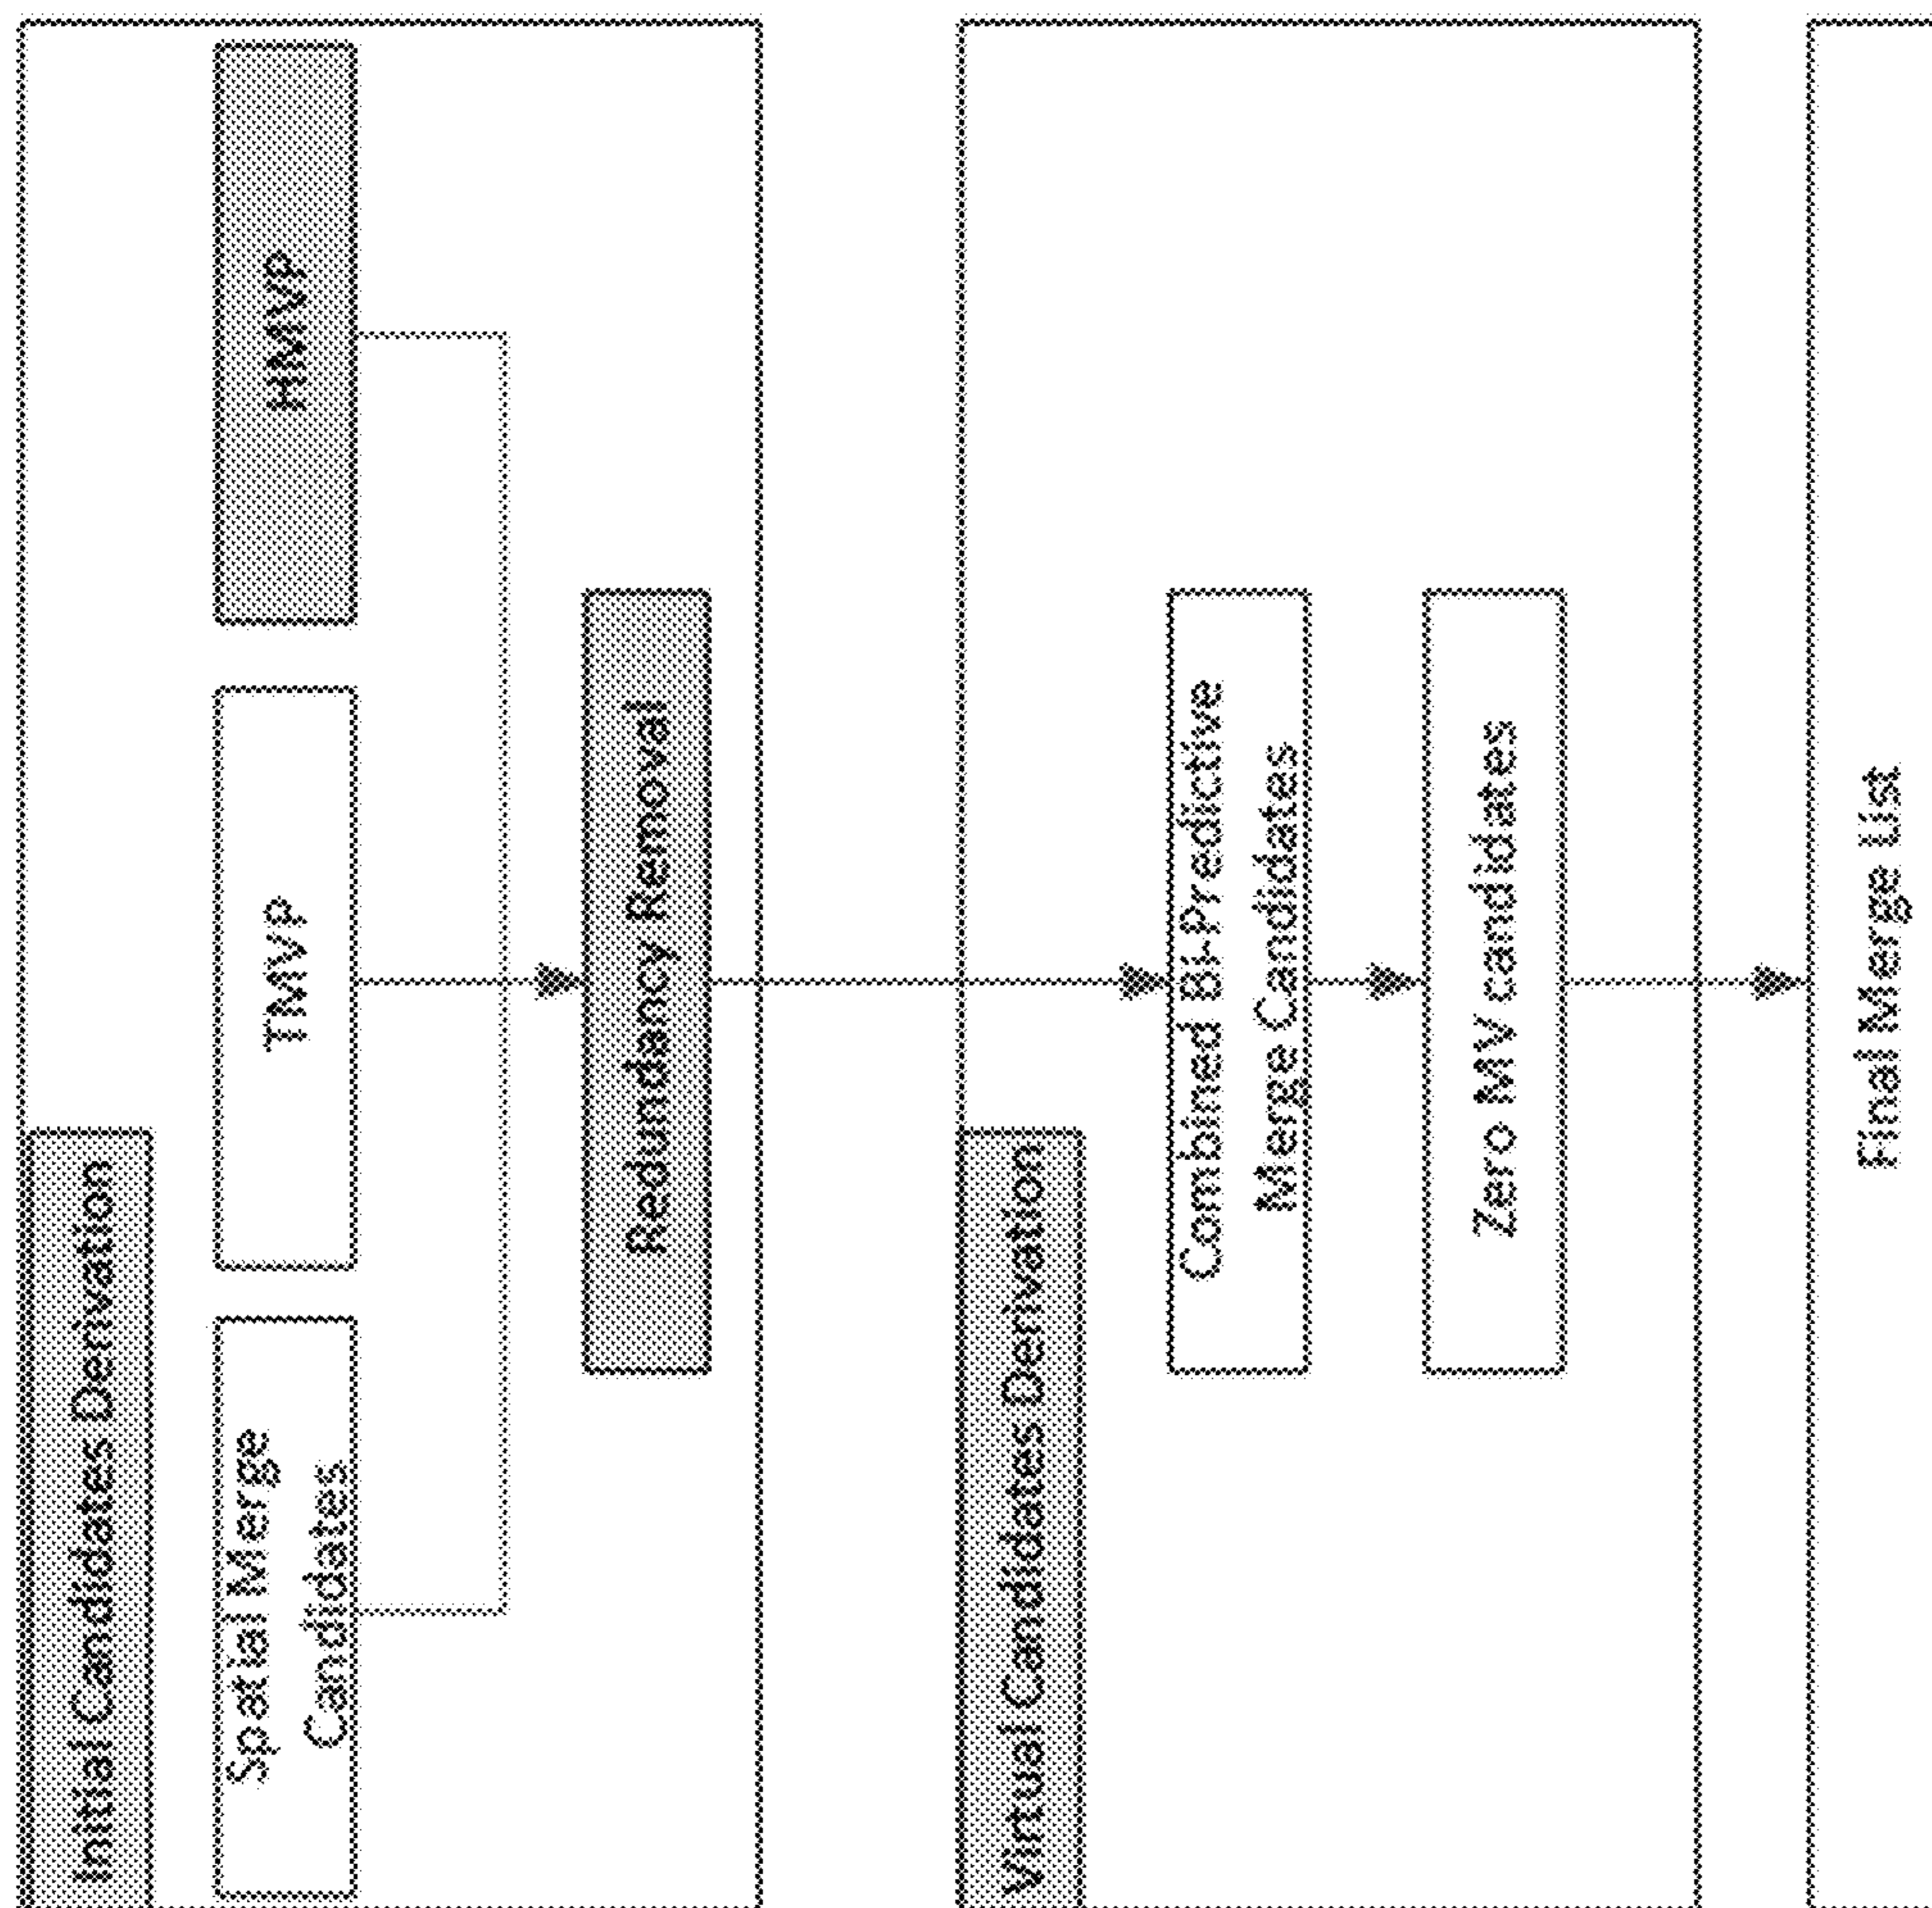 Initial Candidates Derivation
Spatial Merge
Candidates
TMVP
HMVP
Redundancy Removal
Virtual Candidates Derivation
Combined Bi-Predictive
Merge Candidates
Zero MV candidates
Final Merge List